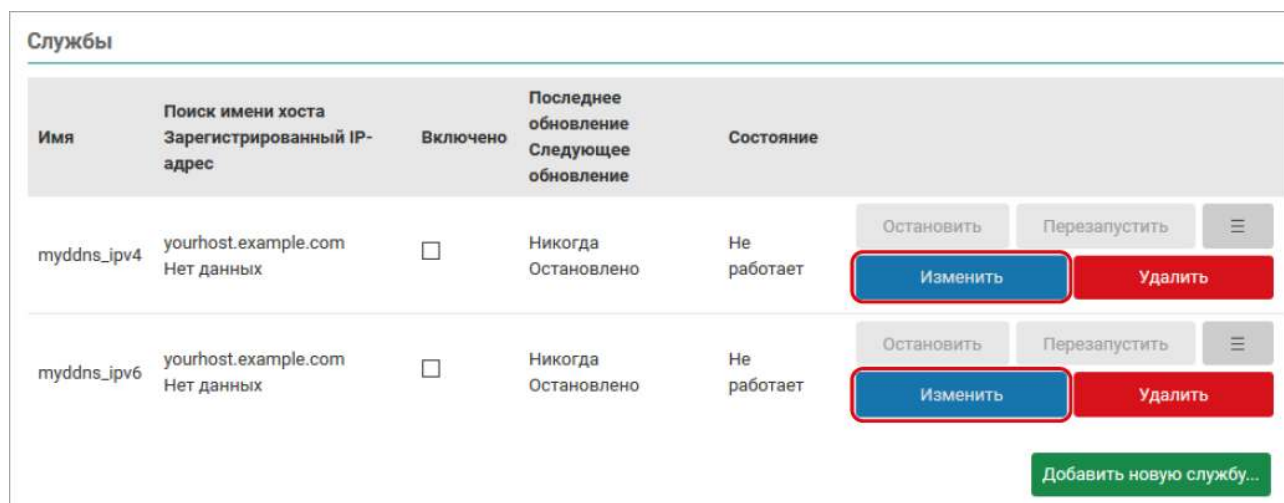 Службы
Имя
Поиск имени хоста
Зарегистрированный IP-
адрес
Включено
Последнее
обновление
Следующее
обновление
Состояние
myddns_ipv4
yourhost.example.com
Нет данных
Никогда
Остановлено
Не
работает
Остановить
Перезапустить
☰
Изменить
Удалить
myddns_ipv6
yourhost.example.com
Нет данных
Никогда
Остановлено
Не
работает
Остановить
Перезапустить
☰
Изменить
Удалить
Добавить новую службу...